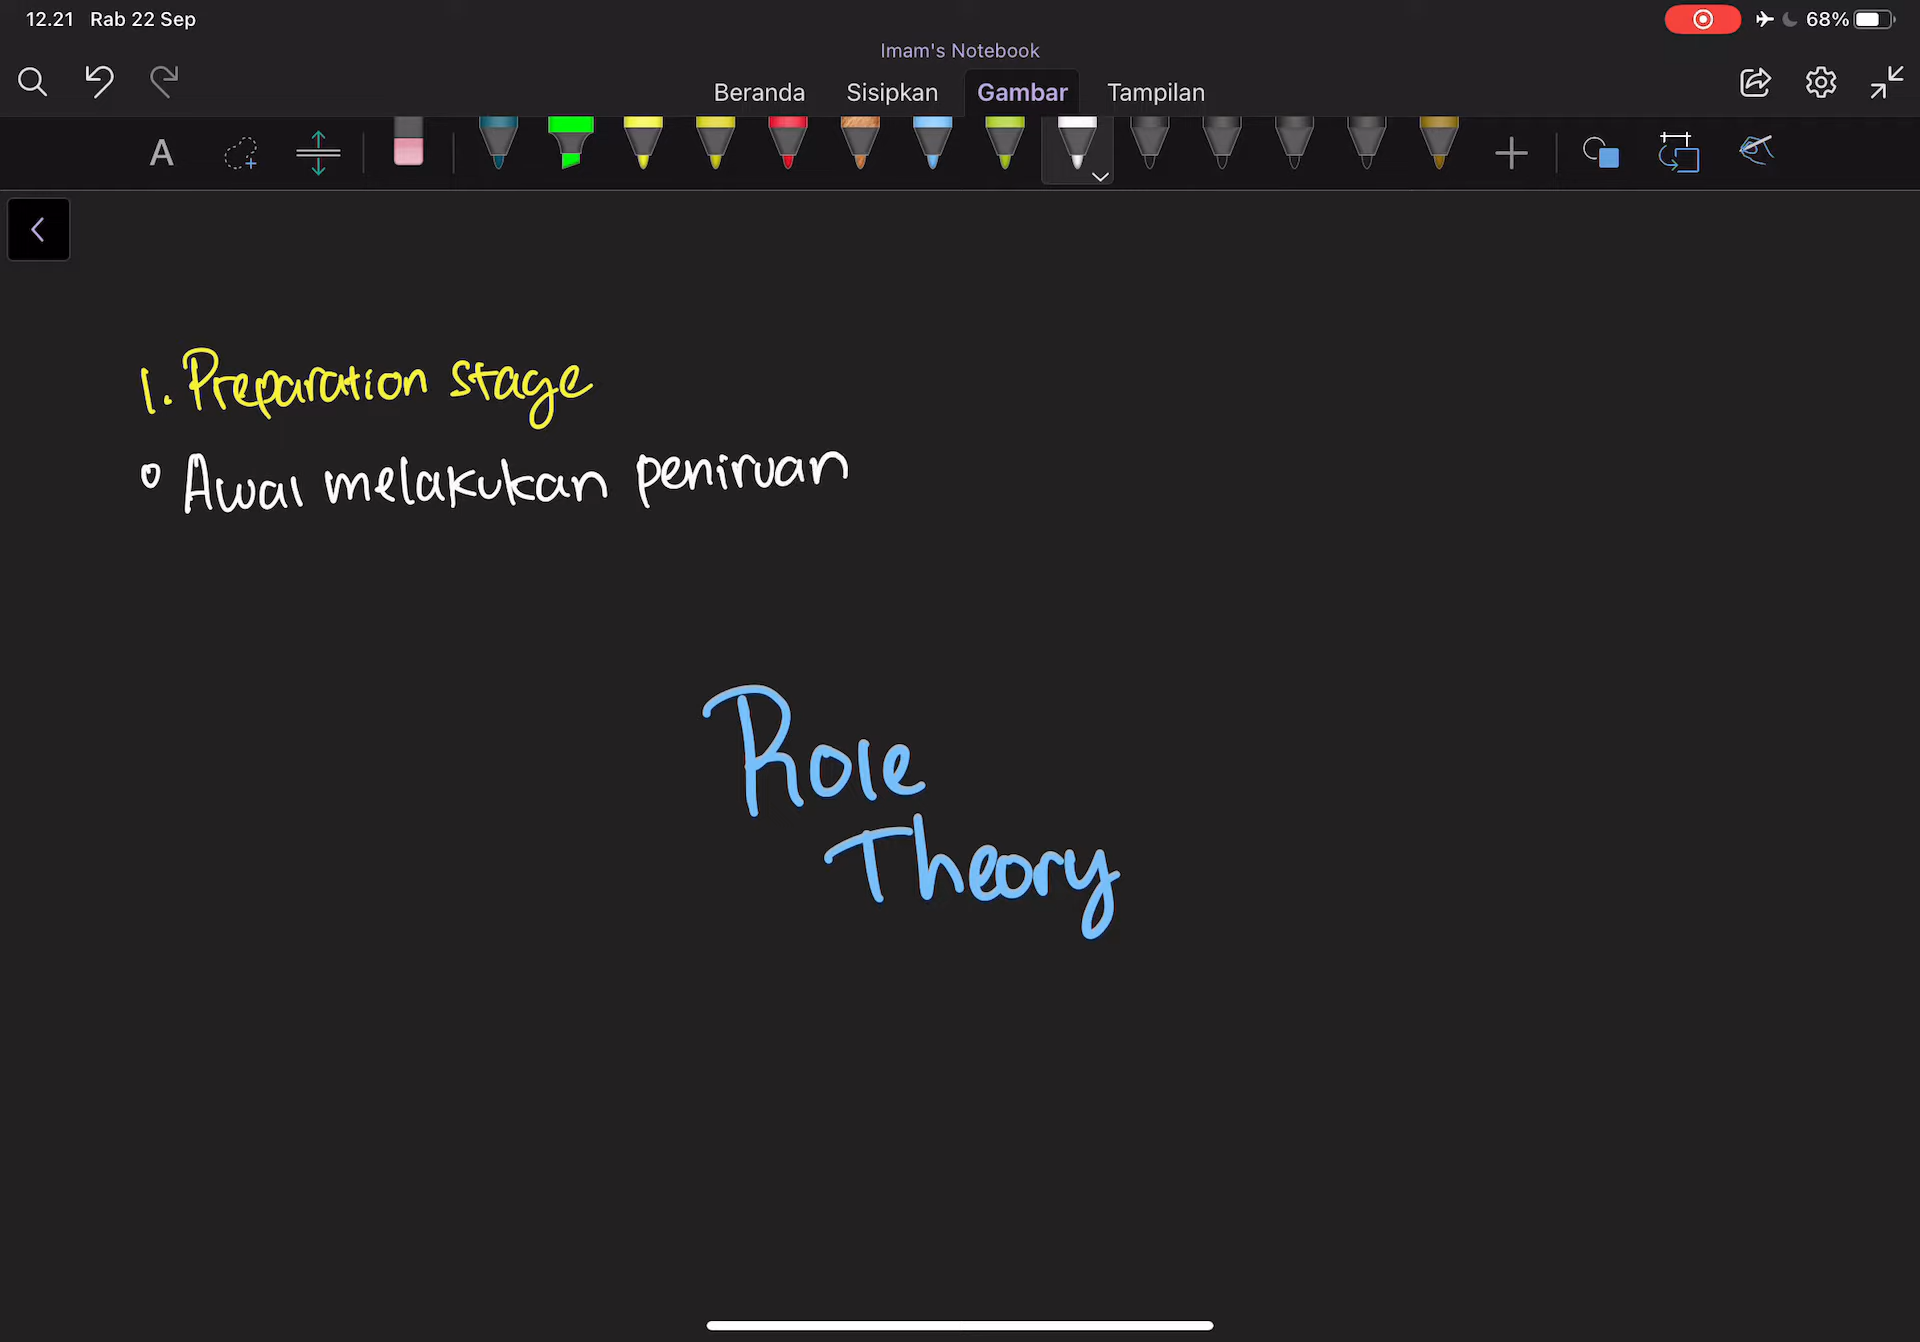 12.21 Rab 22 Sep
68%
Imam's Notebook
Beranda Sisipkan Gambar Tampilan
A
1. Preparation stage
Awal melakukan peniruan
Role
Theory